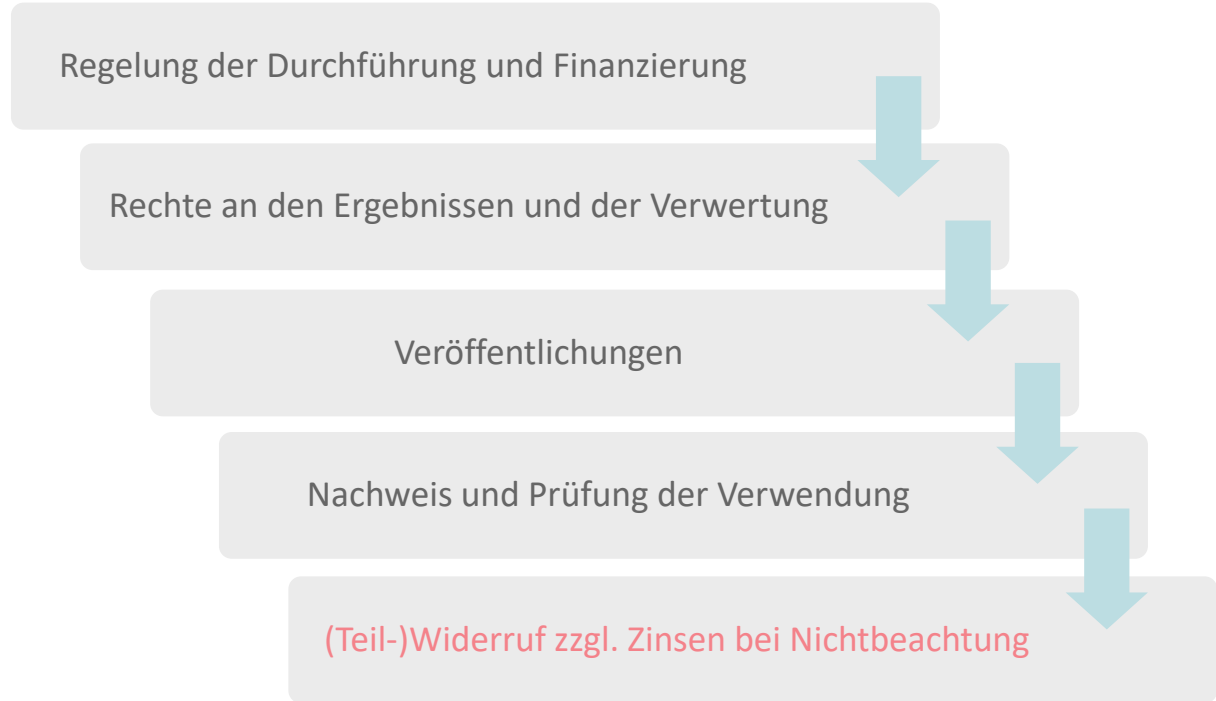 Regelung der Durchführung und Finanzierung
Rechte an den Ergebnissen und der Verwertung
Veröffentlichungen
Nachweis und Prüfung der Verwendung
(Teil-)Widerruf zzgl. Zinsen bei Nichtbeachtung